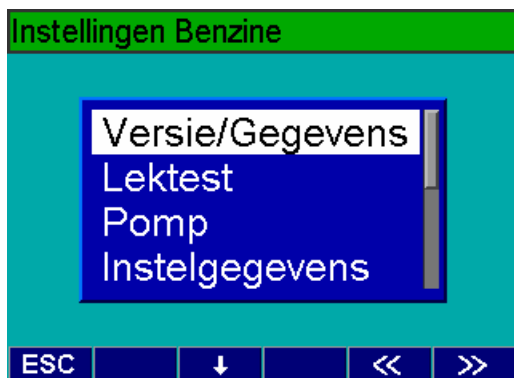 Instellingen Benzine
Versie/Gegevens
Lektest
Pomp
Instelgegevens
ESC ↓ << >>